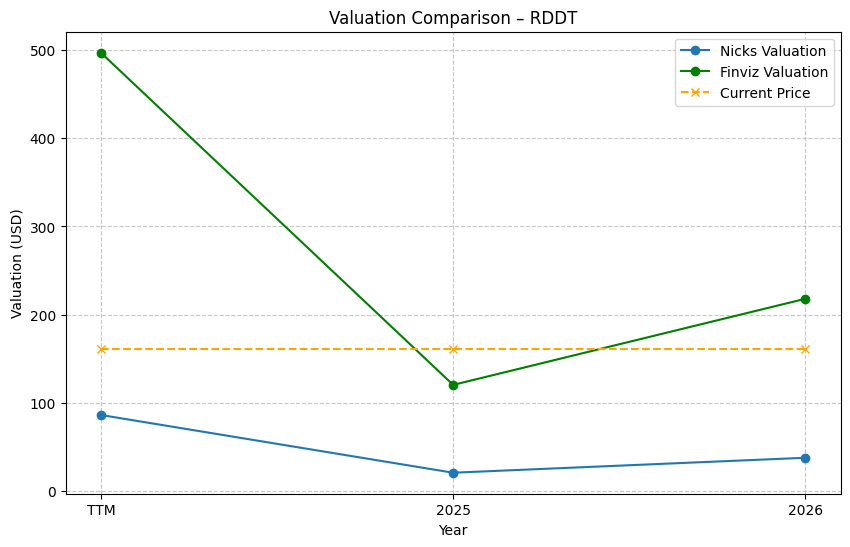 Valuation Comparison – RDDT
Nicks Valuation
Finviz Valuation
Current Price
Valuation (USD)
500
400
300
200
100
0
TTM
2025
2026
Year